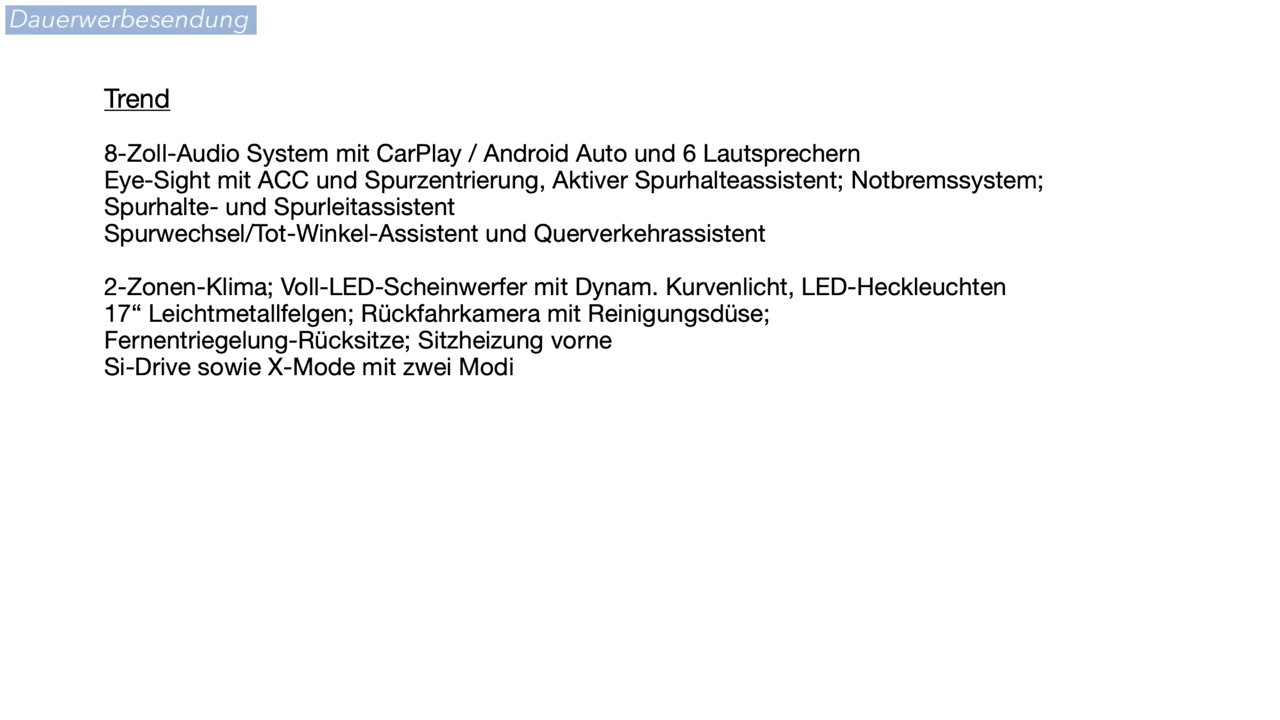 Dauerwerbesendung
Trend
8-Zoll-Audio System mit CarPlay / Android Auto und 6 Lautsprechern
Eye-Sight mit ACC und Spurzentrierung, Aktiver Spurhalteassistent; Notbremssystem;
Spurhalte- und Spurleitassistent
Spurwechsel/Tot-Winkel-Assistent und Querverkehrassistent
2-Zonen-Klima; Voll-LED-Scheinwerfer mit Dynam. Kurvenlicht, LED-Heckleuchten
17“ Leichtmetallfelgen; Rückfahrkamera mit Reinigungsdüse;
Fernentriegelung-Rücksitze; Sitzheizung vorne
Si-Drive sowie X-Mode mit zwei Modi